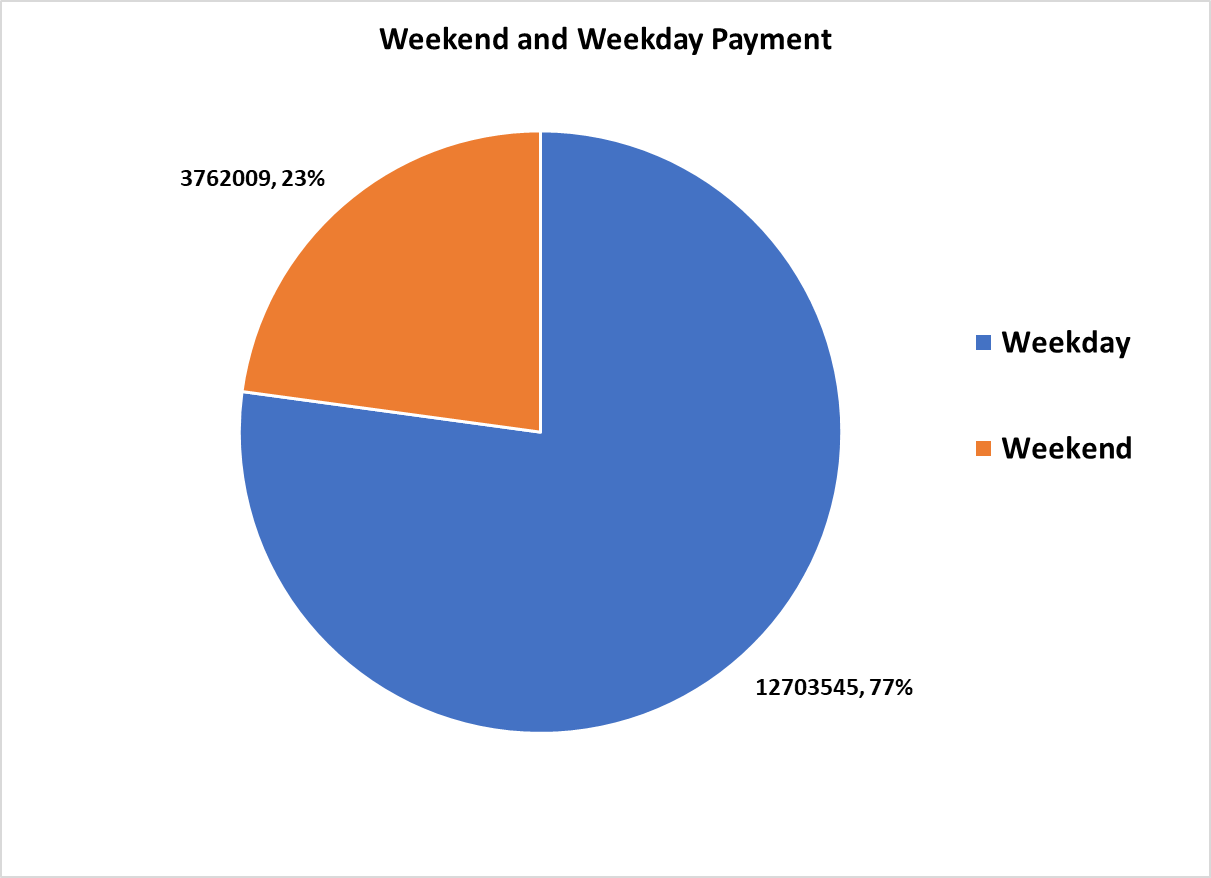 Weekend and Weekday Payment
3762009, 23%
Weekday
Weekend
12703545, 77%